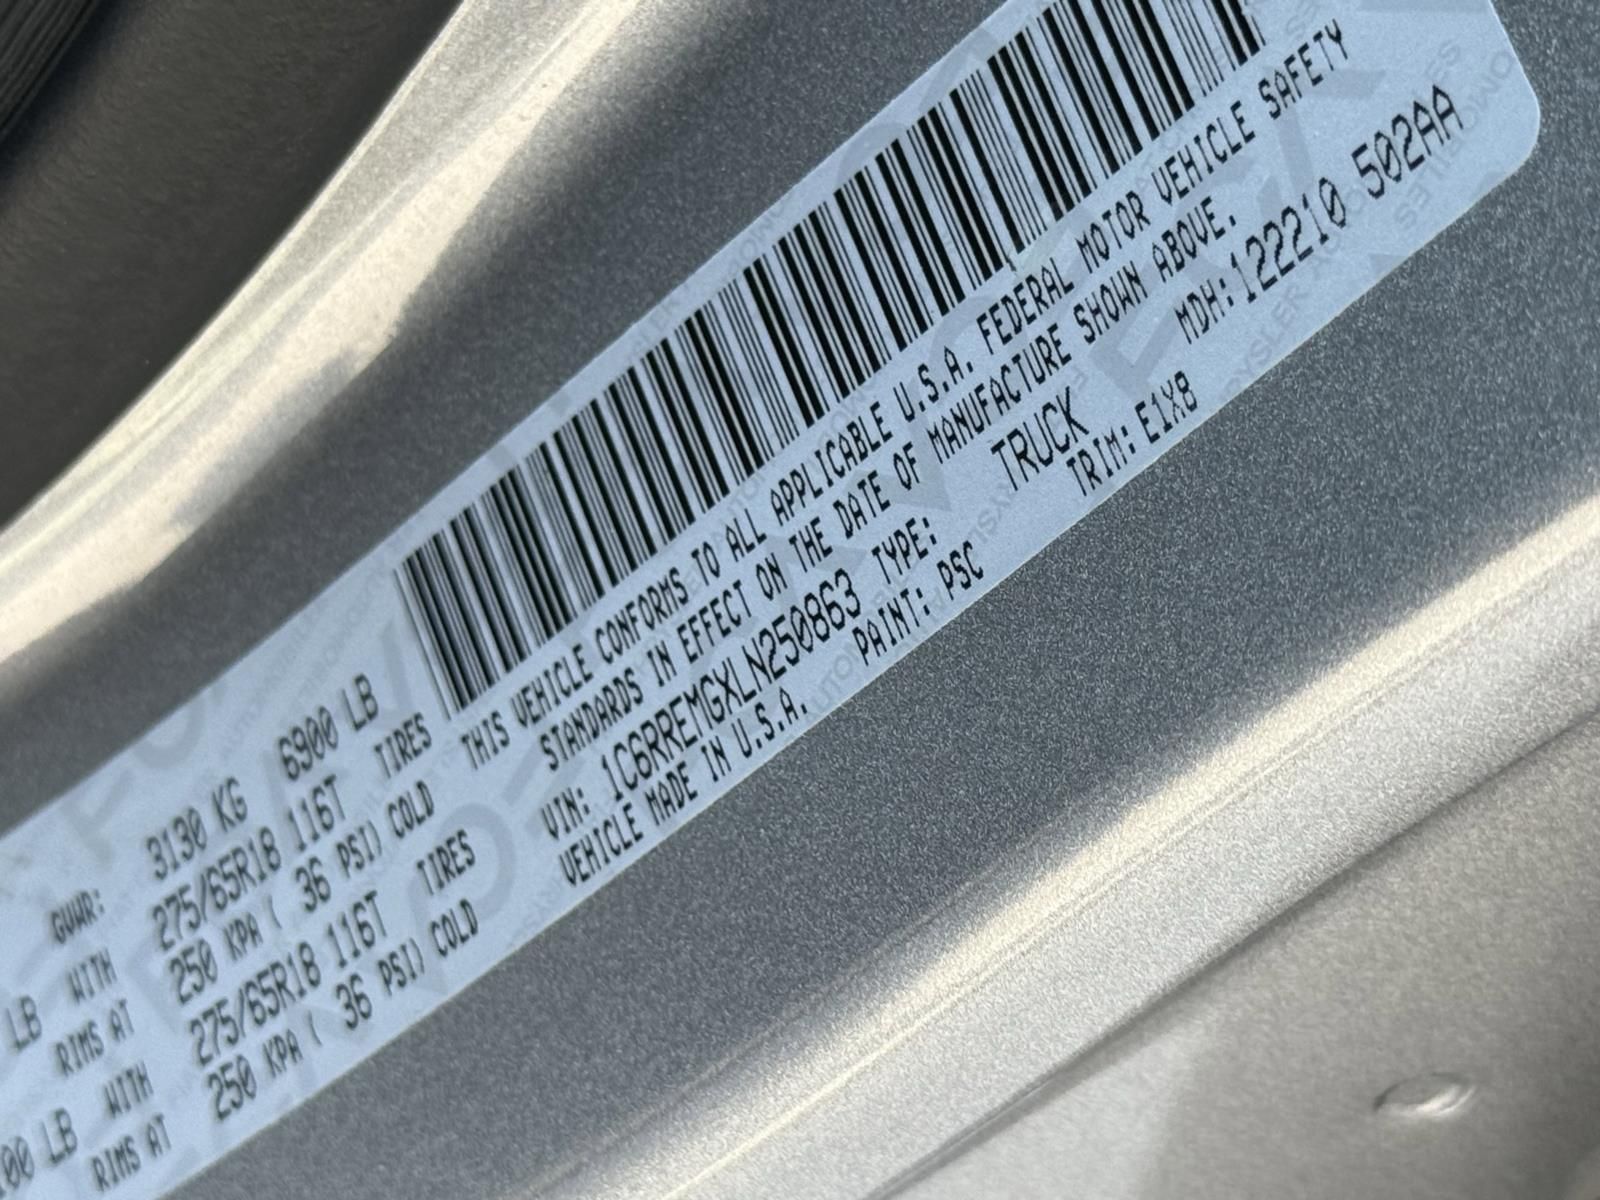 GVWR: 3130 KG 6900 LB
LB WITH 275/65R18 116T TIRES
RIMS AT 250 KPA ( 36 PSI) COLD
00 LB WITH 275/65R18 116T TIRES
RIMS AT 250 KPA ( 36 PSI) COLD
THIS VEHICLE CONFORMS TO ALL APPLICABLE U.S.A. FEDERAL MOTOR VEHICLE SAFETY
STANDARDS IN EFFECT ON THE DATE OF MANUFACTURE SHOWN ABOVE.
MDH: 122210 502AA
VIN: 1C6RREMGXLN250863 TYPE: TRUCK
VEHICLE MADE IN U.S.A. PAINT: PSC TRIM: E1X8